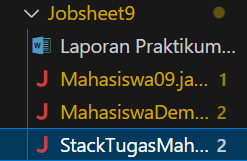 Jobsheet9
Laporan Praktikum...
Mahasiswa09.ja... 1
MahasiswaDem... 2
StackTugasMah... 2